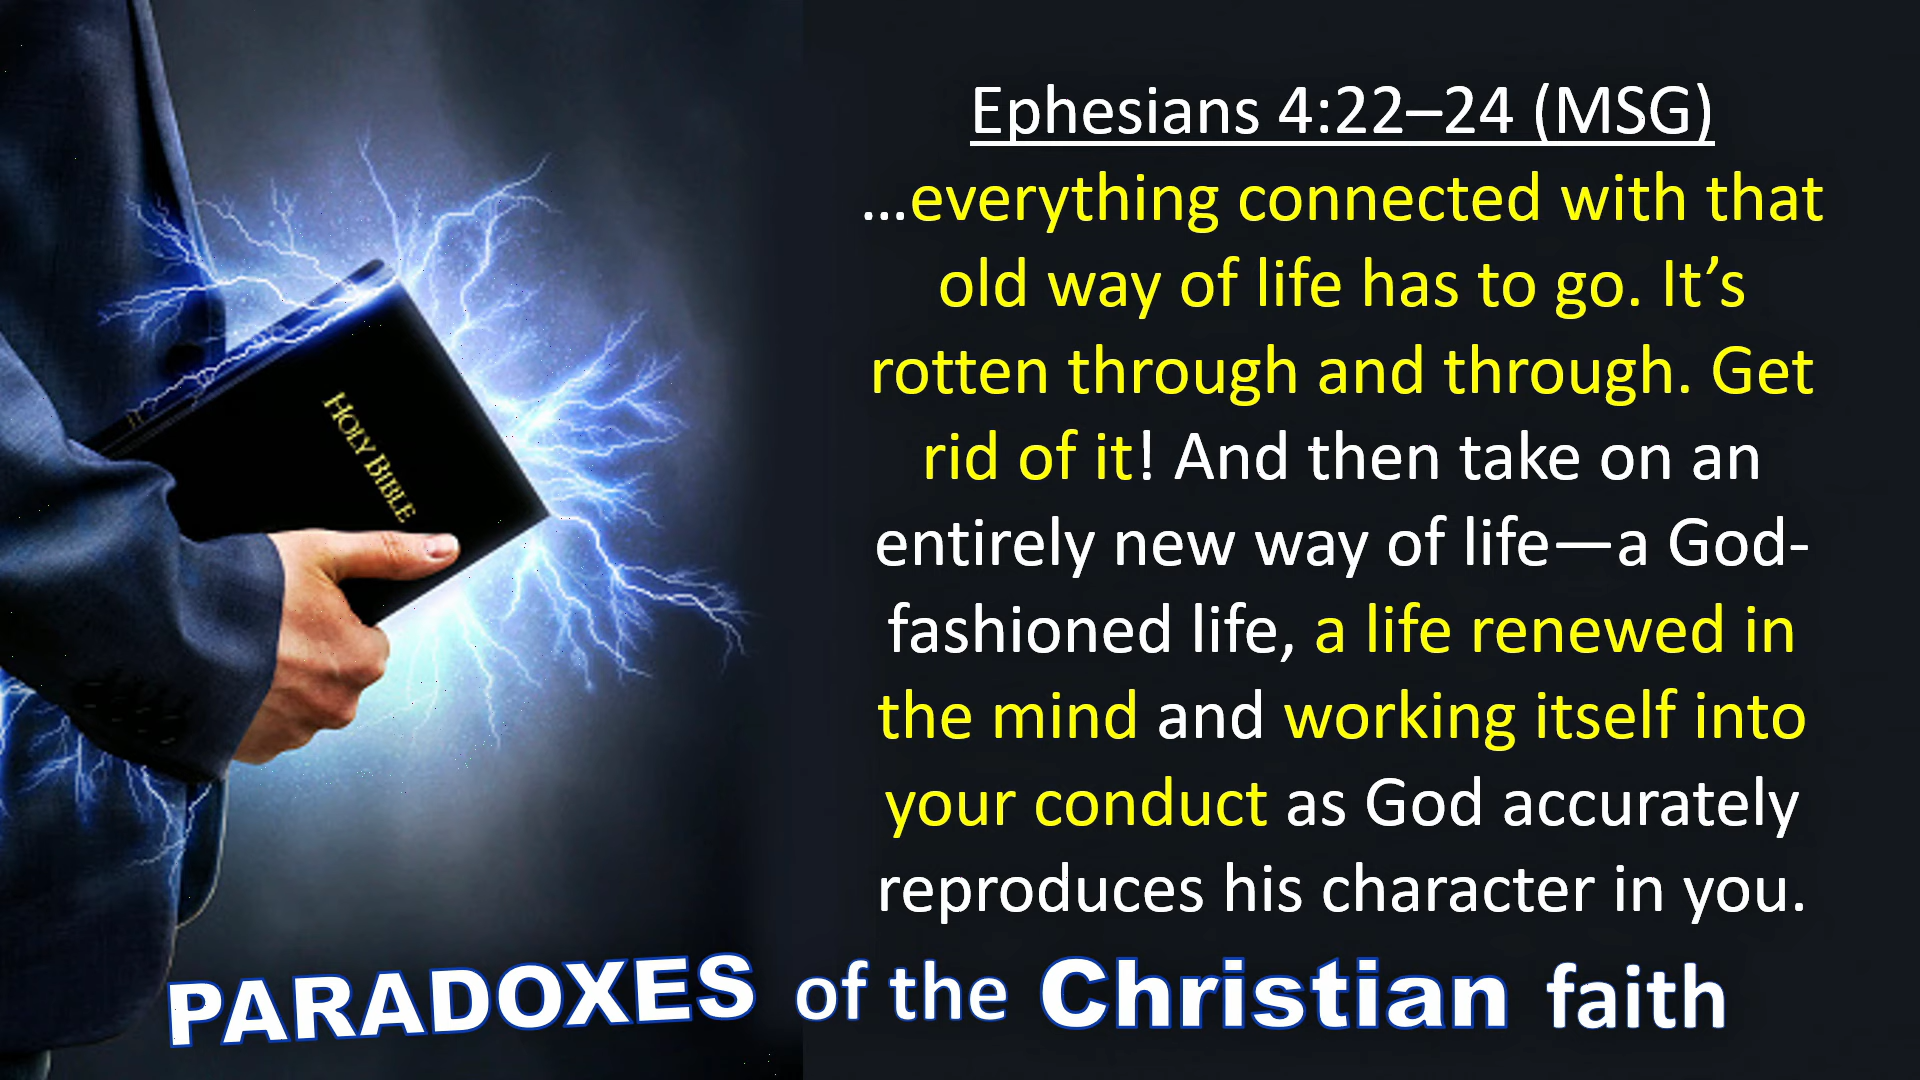 Ephesians 4:22–24 (MSG)
…everything connected with that
old way of life has to go. It’s
rotten through and through. Get
rid of it! And then take on an
entirely new way of life—a God-
fashioned life, a life renewed in
the mind and working itself into
your conduct as God accurately
reproduces his character in you.
HOLY BIBLE
PARADOXES of the Christian faith